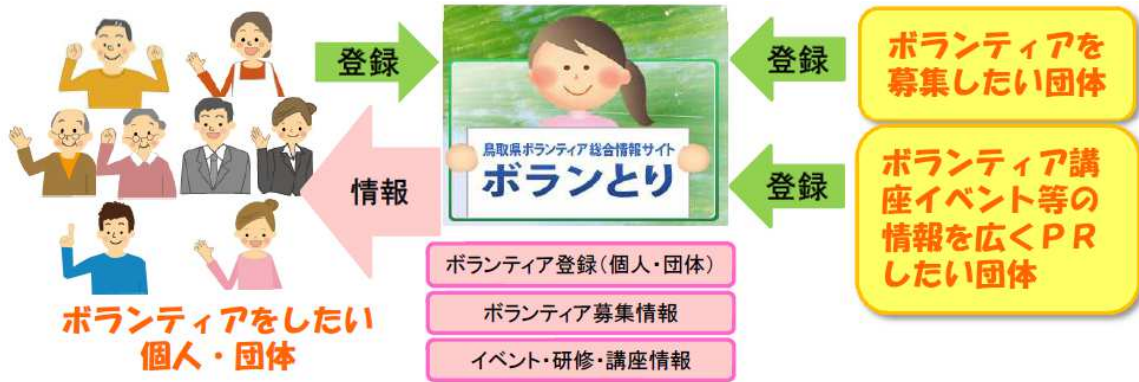 登録
情報
鳥取県ボランティア総合情報サイト
ボランとり
登録
登録
ボランティアを
募集したい団体
ボランティア講
座イベント等の
情報を広くＰＲ
したい団体
ボランティア登録（個人・団体）
ボランティア募集情報
イベント・研修・講座情報
ボランティアをしたい
個人・団体